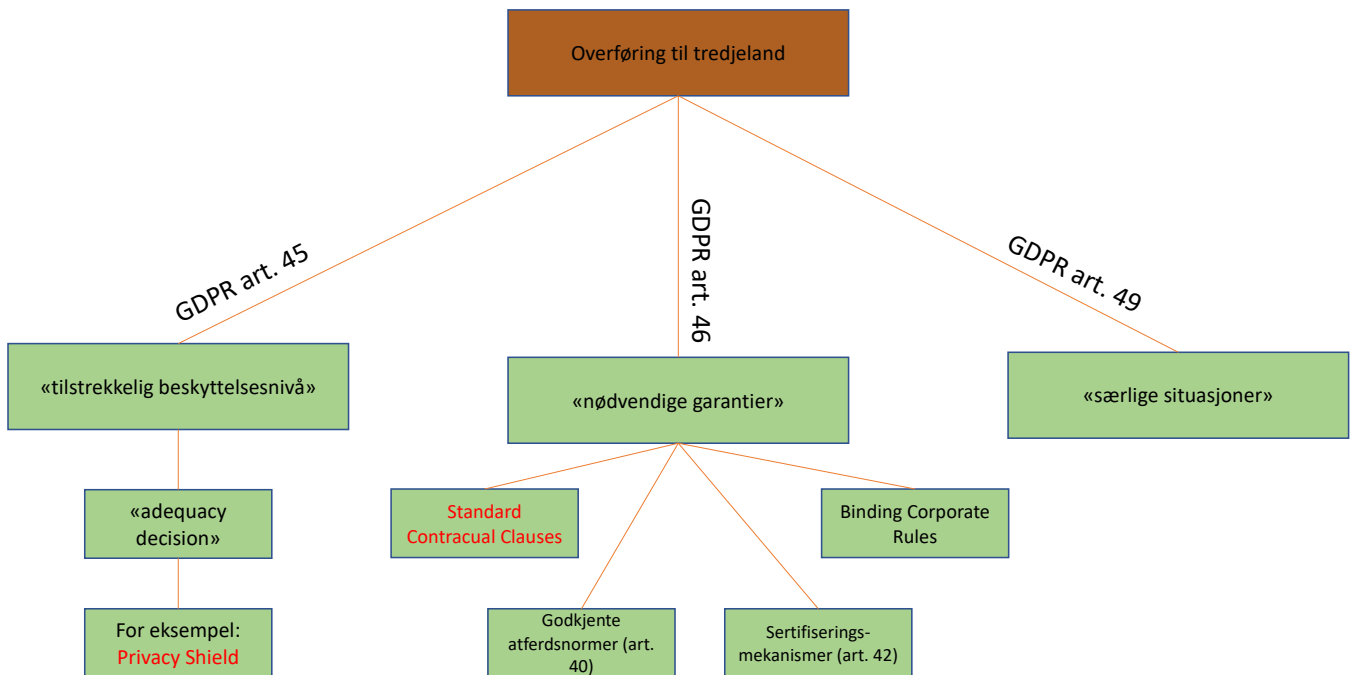 Overføring til tredjeland
GDPR art. 45
GDPR art. 46
GDPR art. 49
«tilstrekkelig beskyttelsesnivå»
«nødvendige garantier»
«særlige situasjoner»
«adequacy
decision»
Standard
Contracual Clauses
Binding Corporate
Rules
For eksempel:
Privacy Shield
Godkjente
atferdsnormer (art.
40)
Sertifiserings-
mekanismer (art. 42)